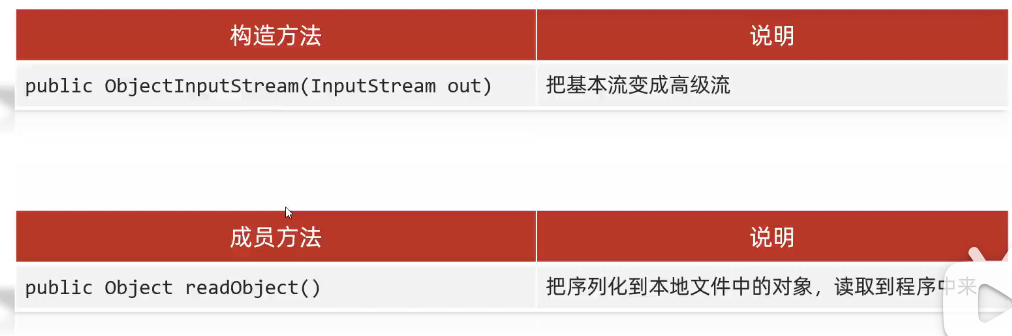 构造方法 说明
public ObjectInputStream(InputStream out) 把基本流变成高级流
成员方法 说明
public Object readObject() 把序列化到本地文件中的对象，读取到程序中来